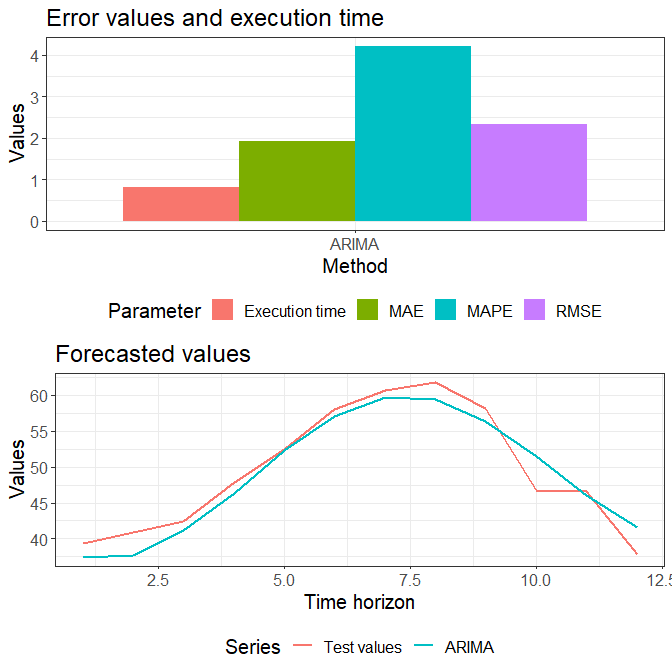 Error values and execution time
Values
4
3
2
1
0
ARIMA
Method
Parameter Execution time MAE MAPE RMSE
Forecasted values
Values
60
55
50
45
40
2.5 5.0 7.5 10.0 12.5
Time horizon
Series Test values ARIMA